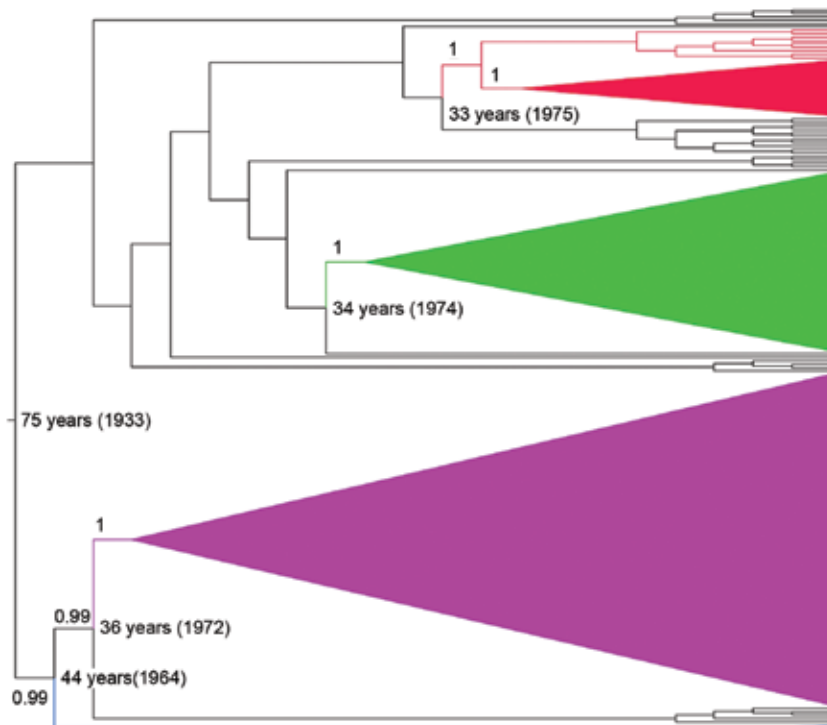 1
1
33 years (1975)
1
34 years (1974)
75 years (1933)
1
0.99
36 years (1972)
44 years(1964)
0.99